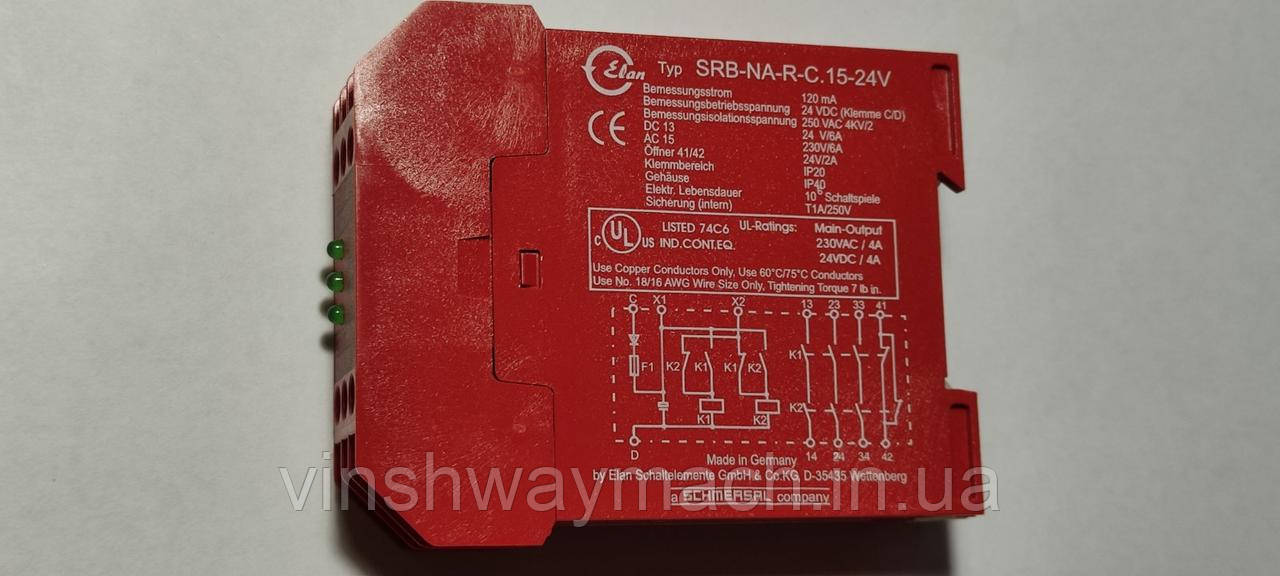 Elan Typ SRB-NA-R-C.15-24V
Bemessungsstrom 120 mA
Bemessungsbetriebsspannung 24 VDC (Klemme C/D)
Bemessungsisolationsspannung 250 VAC 4KV/2
DC 13 24 V/6A
AC 15 230V/6A
Öffner 41/42 24V/2A
Klemmbereich IP20
Gehäuse IP40
Elektr. Lebensdauer 10⁶ Schaltspiele
Sicherung (intern) T1A/250V
CE
C UL US LISTED 74C6 UL-Ratings: Main-Output
IND.CONT.EQ. 230VAC / 4A
24VDC / 4A
Use Copper Conductors Only, Use 60°C/75°C Conductors
Use No. 18/16 AWG Wire Size Only, Tightening Torque 7 lb in.
C X1 X2 13 23 33 41
K1
F1 K2 K1 K1 K2
K1 K2 K2
D 14 24 34 42
Made in Germany
by Elan Schaltelemente GmbH & Co.KG, D-35435 Wettenberg
a SCHMERSAL company
vinshwaymach.in.ua